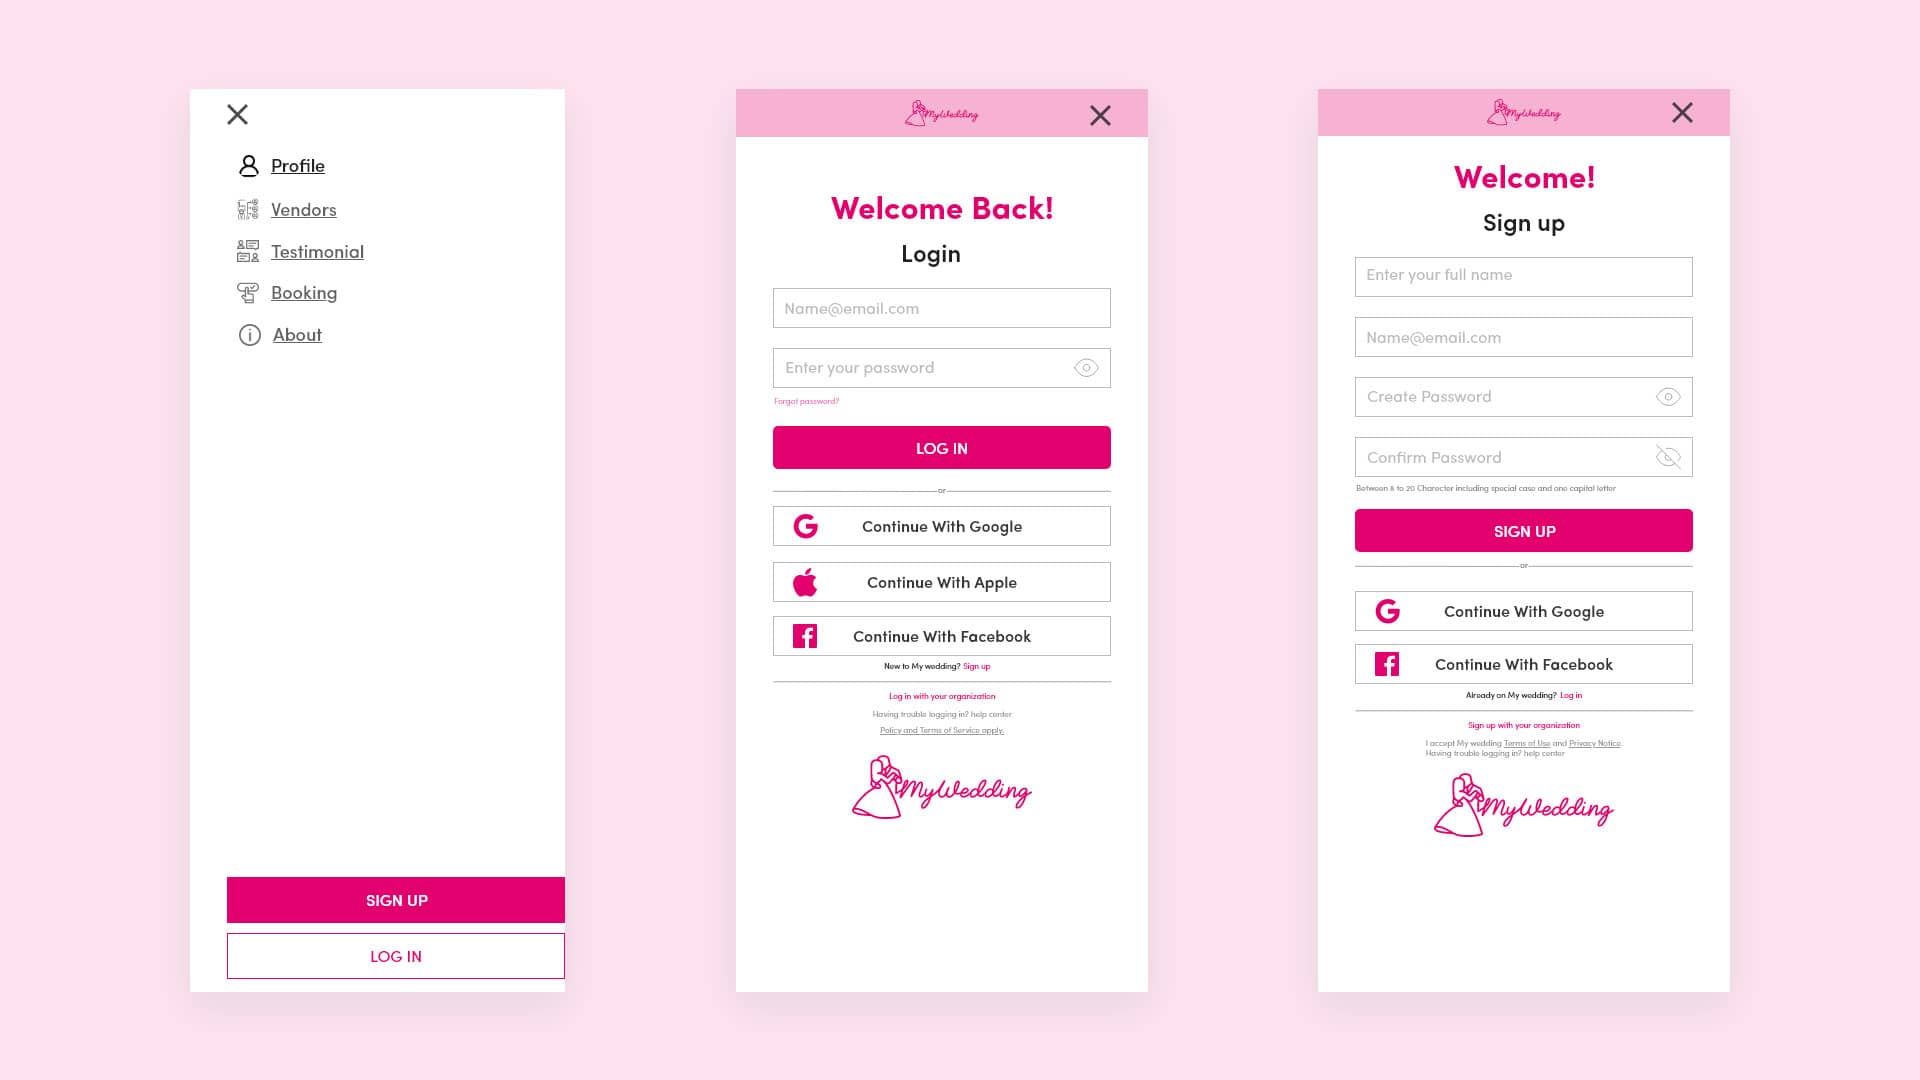 Profile
Vendors
Testimonial
Booking
About
SIGN UP
LOG IN
MyWedding
Welcome Back!
Login
Name@email.com
Enter your password
Forgot password?
LOG IN
or
Continue With Google
Continue With Apple
Continue With Facebook
New to My wedding? Sign up
Log in with your organization
Having trouble logging in? help center
Policy and Terms of Service apply.
MyWedding
MyWedding
Welcome!
Sign up
Enter your full name
Name@email.com
Create Password
Confirm Password
Between 8 to 20 Charecter including special case and one capital letter
SIGN UP
or
Continue With Google
Continue With Facebook
Already on My wedding? Log in
Sign up with your organization
I accept My wedding Terms of Use and Privacy Notice.
Having trouble logging in? help center
MyWedding